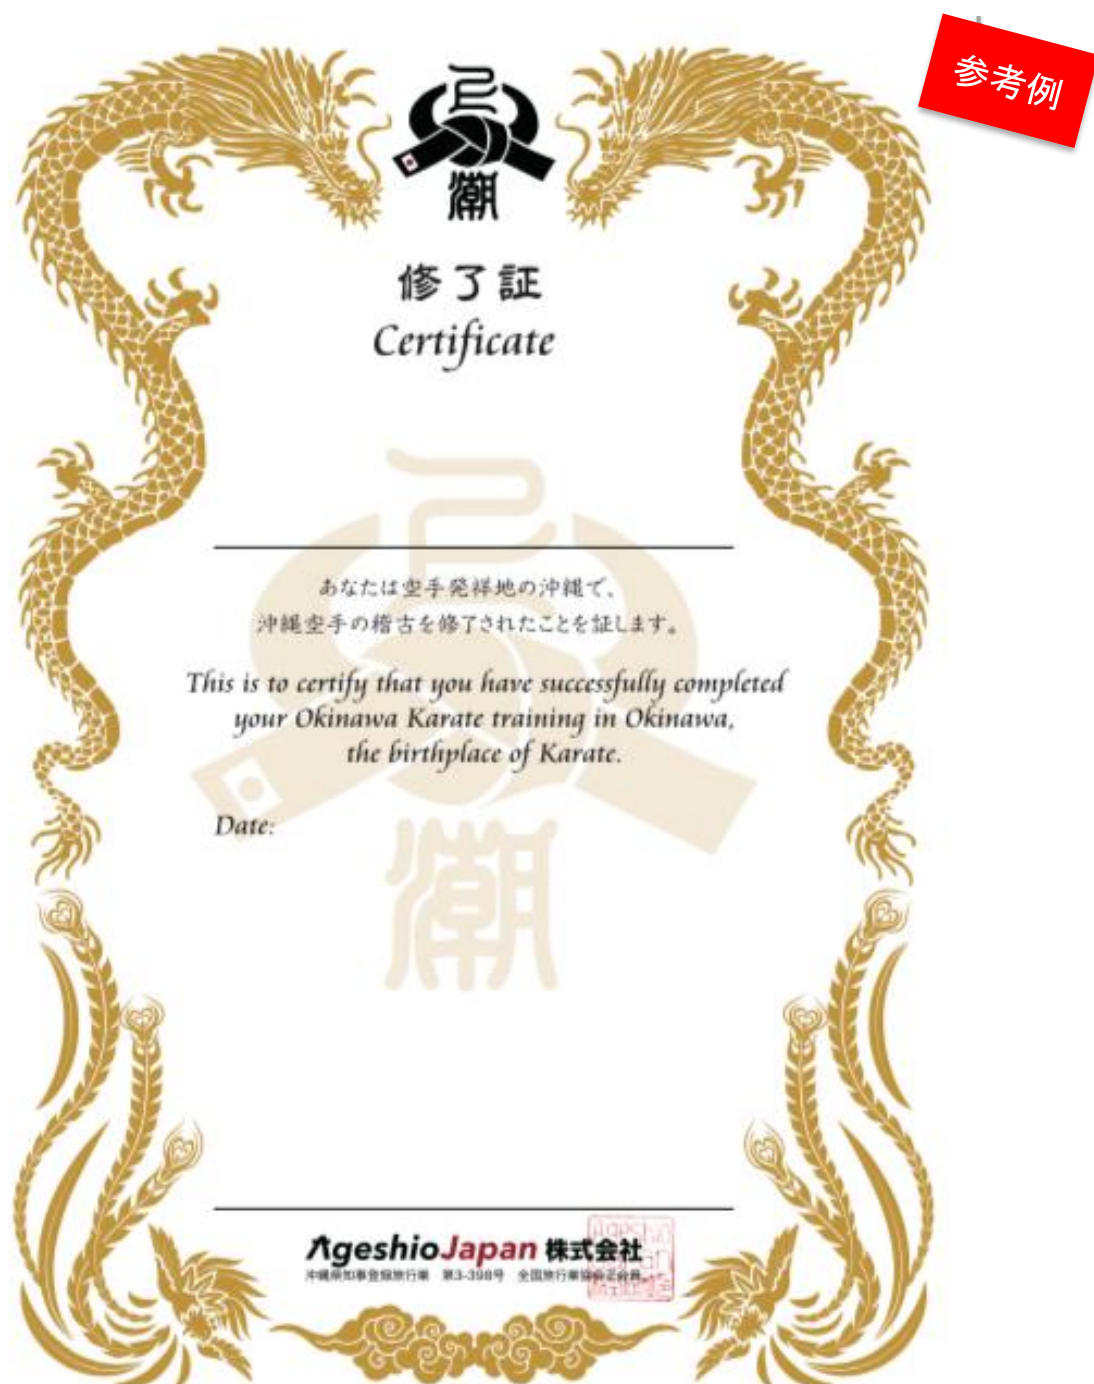 参考例
潮
修了証
Certificate
あなたは空手発祥地の沖縄で、
沖縄空手の稽古を修了されたことを証します。
This is to certify that you have successfully completed
your Okinawa Karate training in Okinawa,
the birthplace of Karate.
Date:
潮
AgeshioJapan 株式会社
沖縄県知事登録旅行業 第3-398号 全国旅行業協会正会員